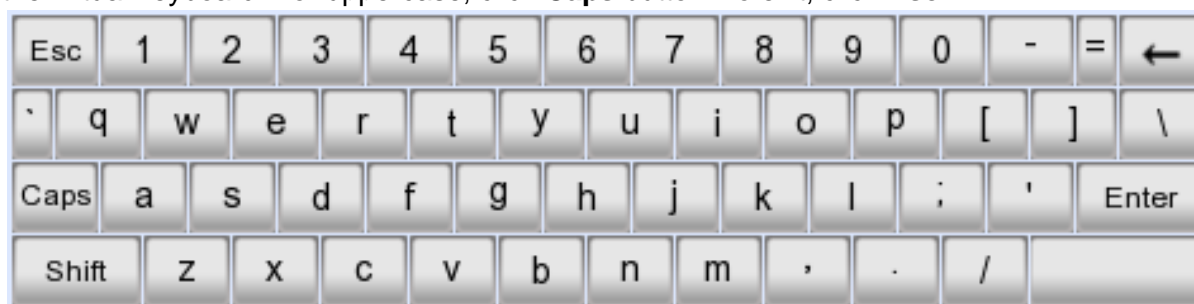 Esc 1 2 3 4 5 6 7 8 9 0 - = ←
` q w e r t y u i o p [ ] \
Caps a s d f g h j k l ; ' Enter
Shift z x c v b n m , . /